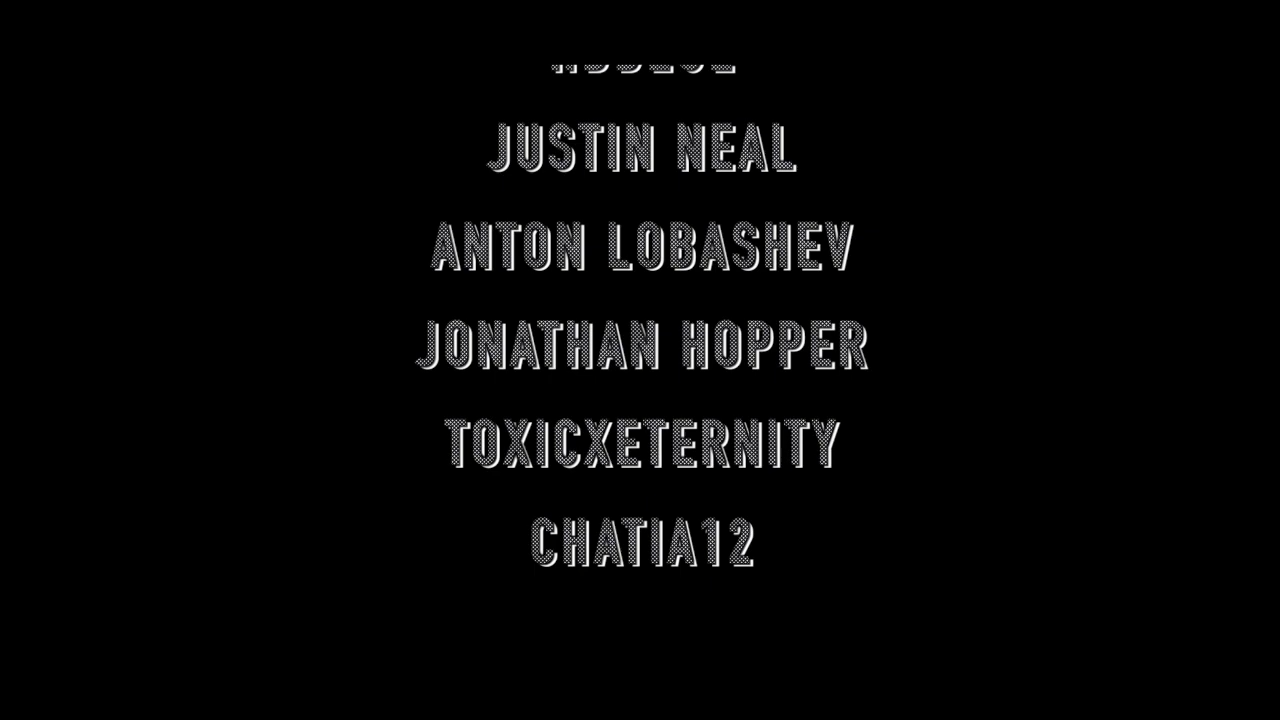 JUSTIN NEAL
ANTON LOBASHEV
JONATHAN HOPPER
TOXICXETERNITY
CHATIA12